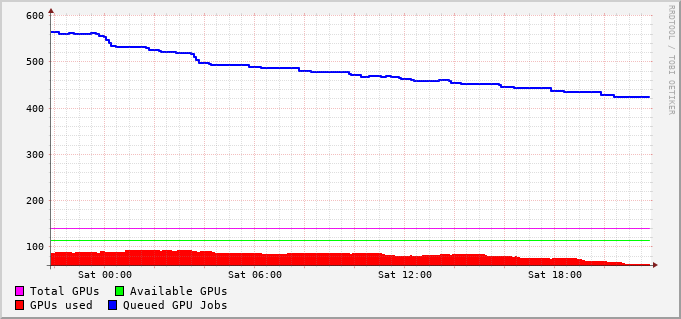 600
500
400
300
200
100
Sat 00:00 Sat 06:00 Sat 12:00 Sat 18:00
RRDTOOL / TOBI OETIKER
Total GPUs Available GPUs
GPUs used Queued GPU Jobs